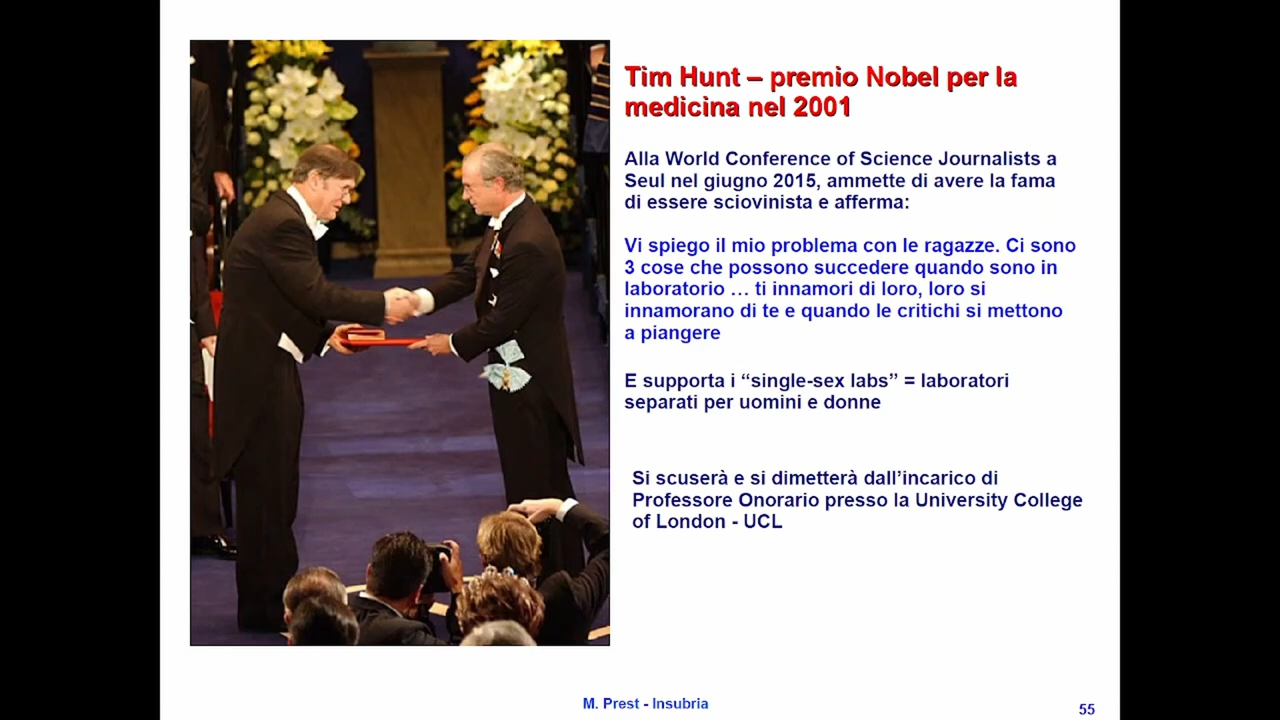 Tim Hunt – premio Nobel per la
medicina nel 2001
Alla World Conference of Science Journalists a
Seul nel giugno 2015, ammette di avere la fama
di essere sciovinista e afferma:
Vi spiego il mio problema con le ragazze. Ci sono
3 cose che possono succedere quando sono in
laboratorio … ti innamori di loro, loro si
innamorano di te e quando le critichi si mettono
a piangere
E supporta i “single-sex labs” = laboratori
separati per uomini e donne
Si scuserà e si dimetterà dall’incarico di
Professore Onorario presso la University College
of London - UCL
M. Prest - Insubria
55